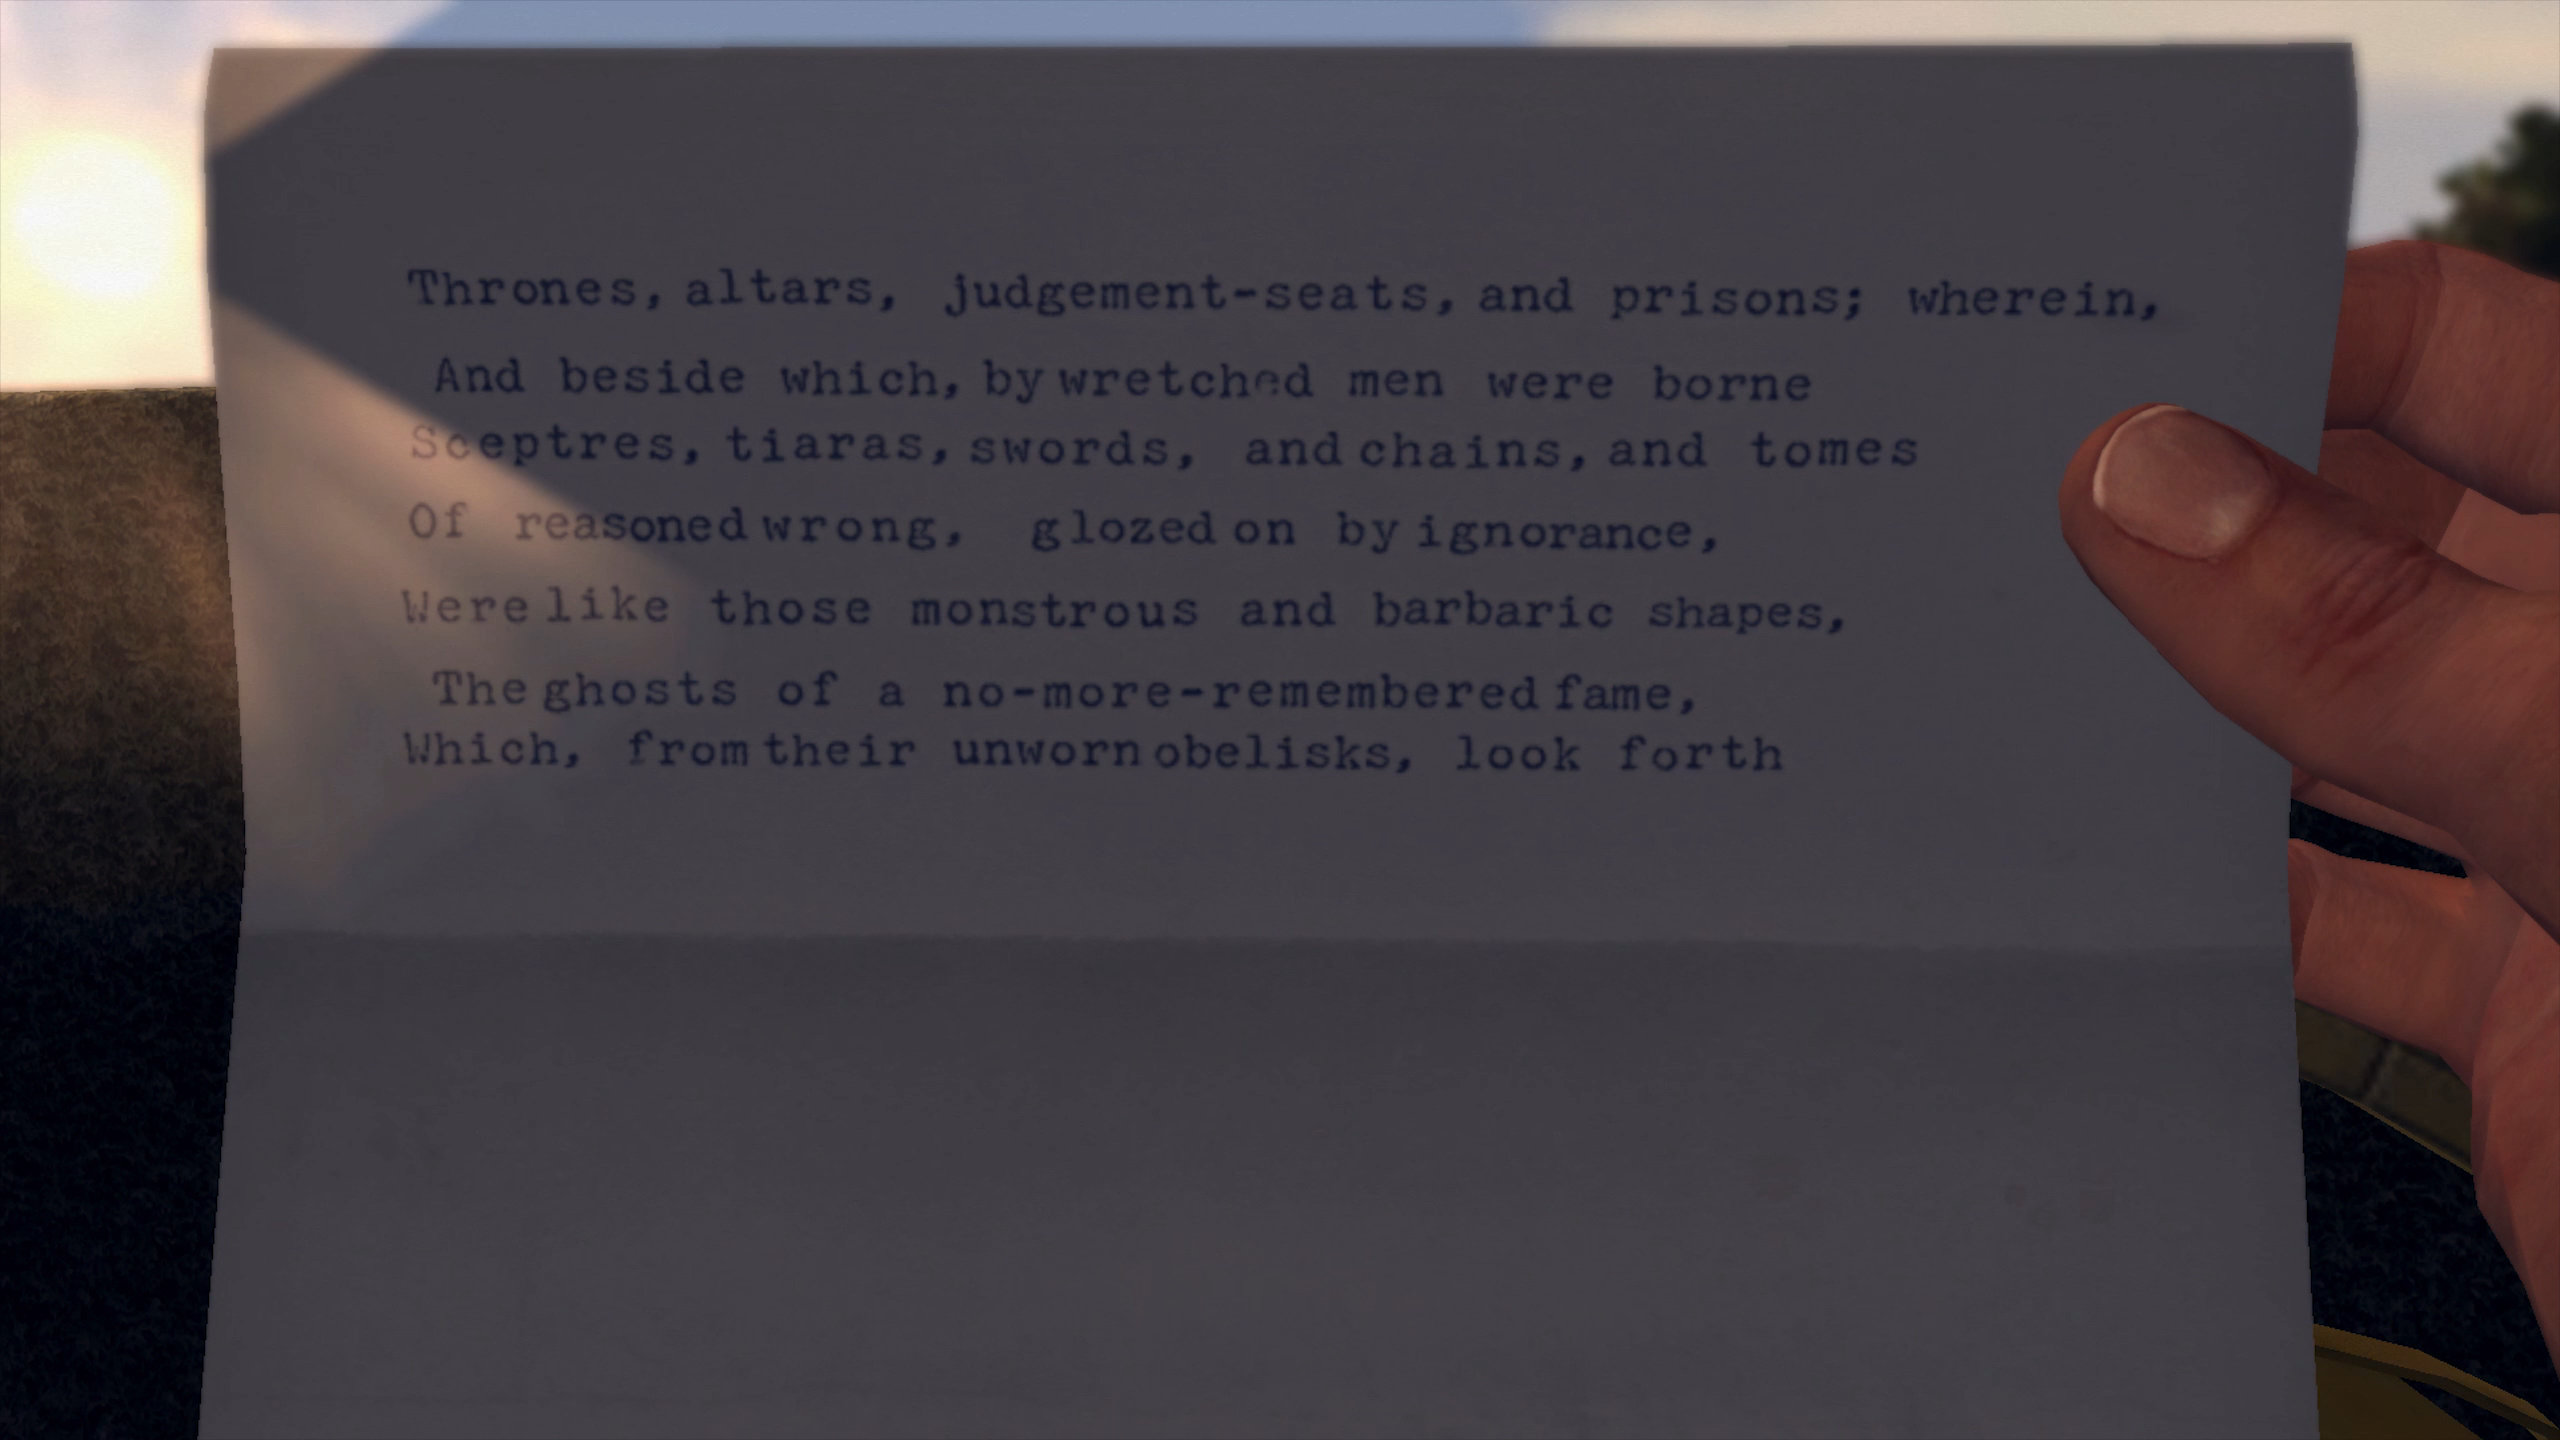 Thrones, altars, judgement-seats, and prisons; wherein,
And beside which, by wretched men were borne
Sceptres, tiaras, swords, and chains, and tomes
Of reasoned wrong, glozed on by ignorance,
Were like those monstrous and barbaric shapes,
The ghosts of a no-more-remembered fame,
Which, from their unworn obelisks, look forth